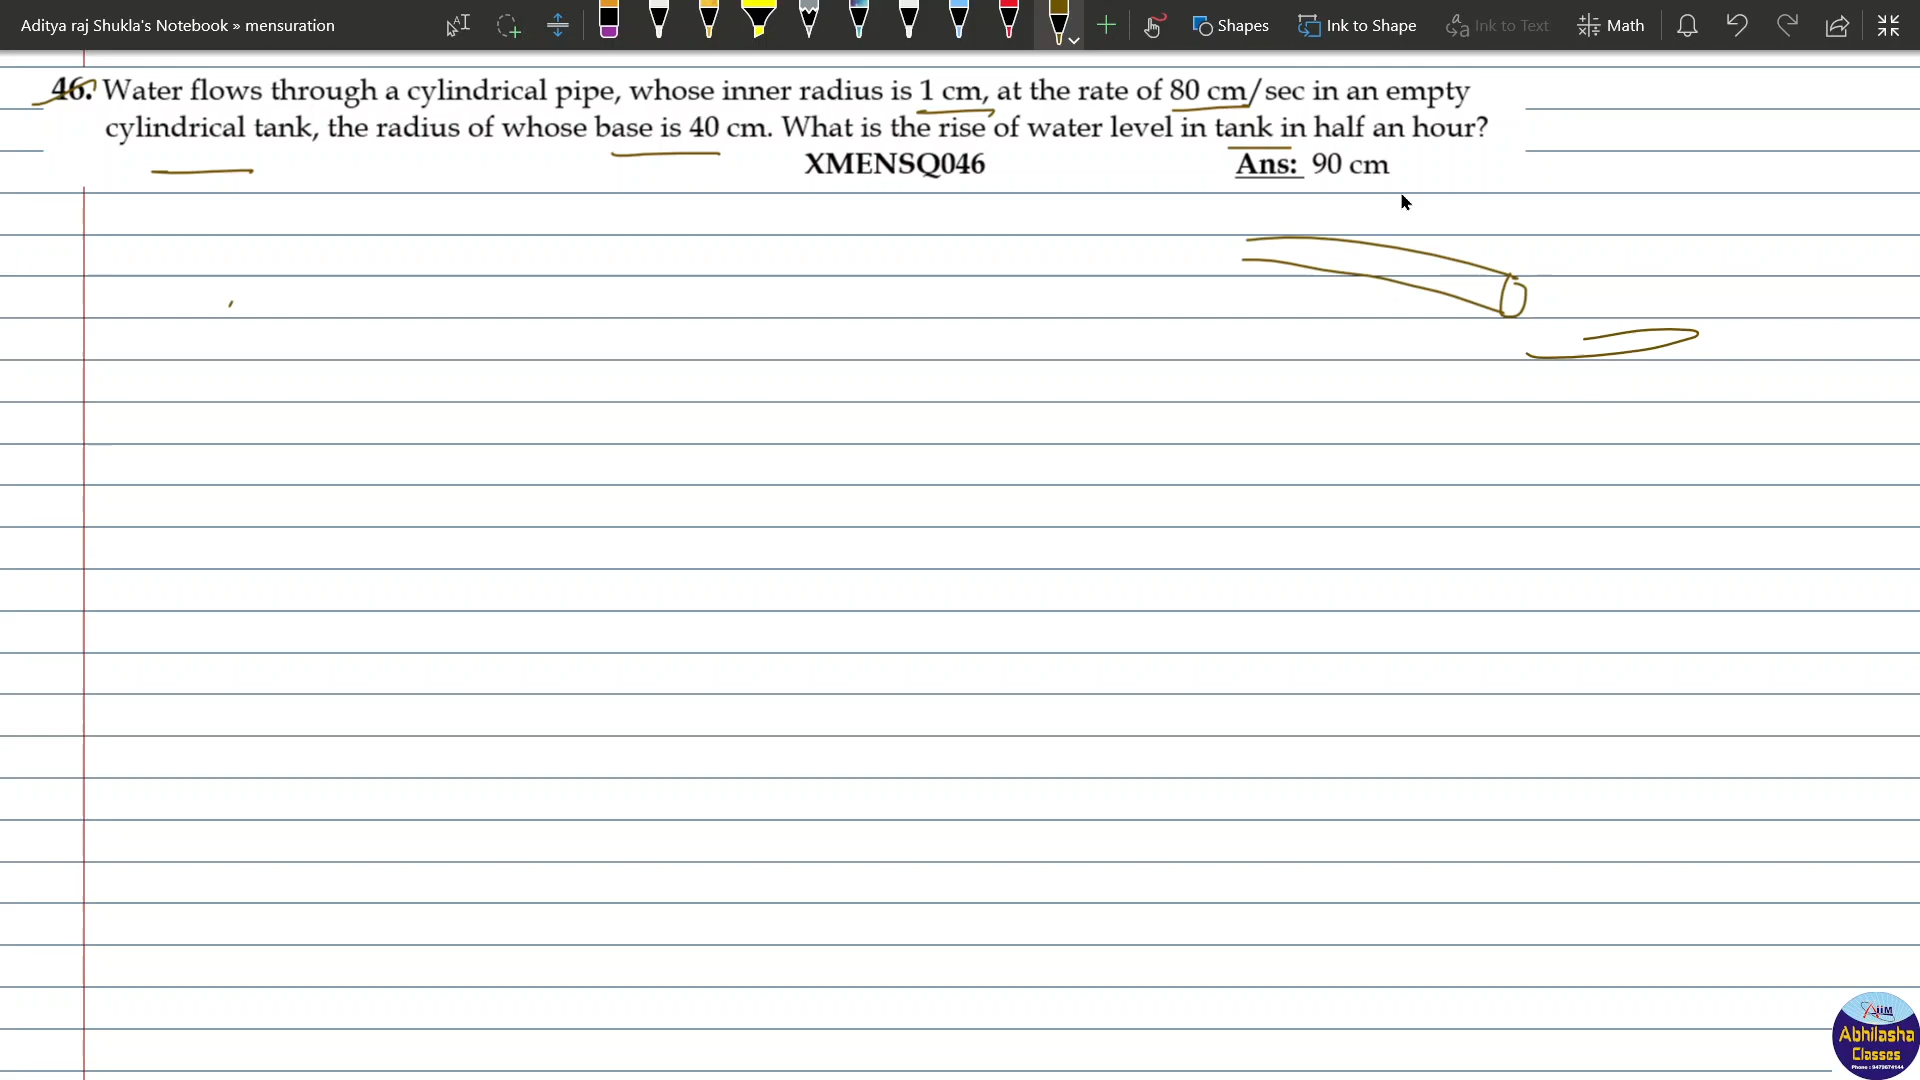 Aditya raj Shukla's Notebook » mensuration
Shapes
Ink to Shape
Ink to Text
Math
46. Water flows through a cylindrical pipe, whose inner radius is 1 cm, at the rate of 80 cm/sec in an empty
cylindrical tank, the radius of whose base is 40 cm. What is the rise of water level in tank in half an hour?
XMENSQ046 Ans: 90 cm
AiiM
Abhilasha
Classes
Phone : 9479874144